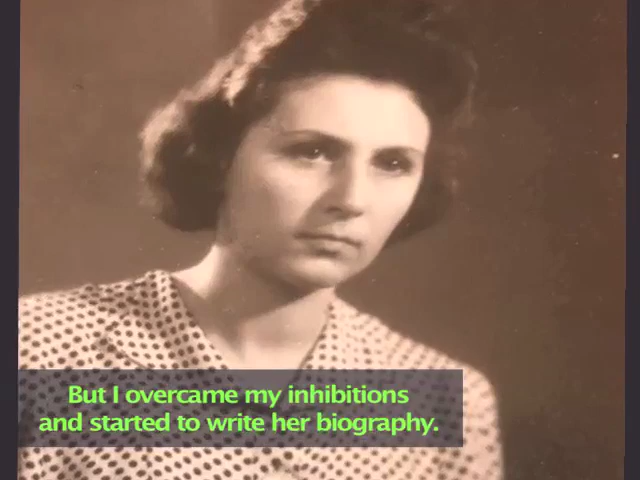 But I overcame my inhibitions
and started to write her biography.